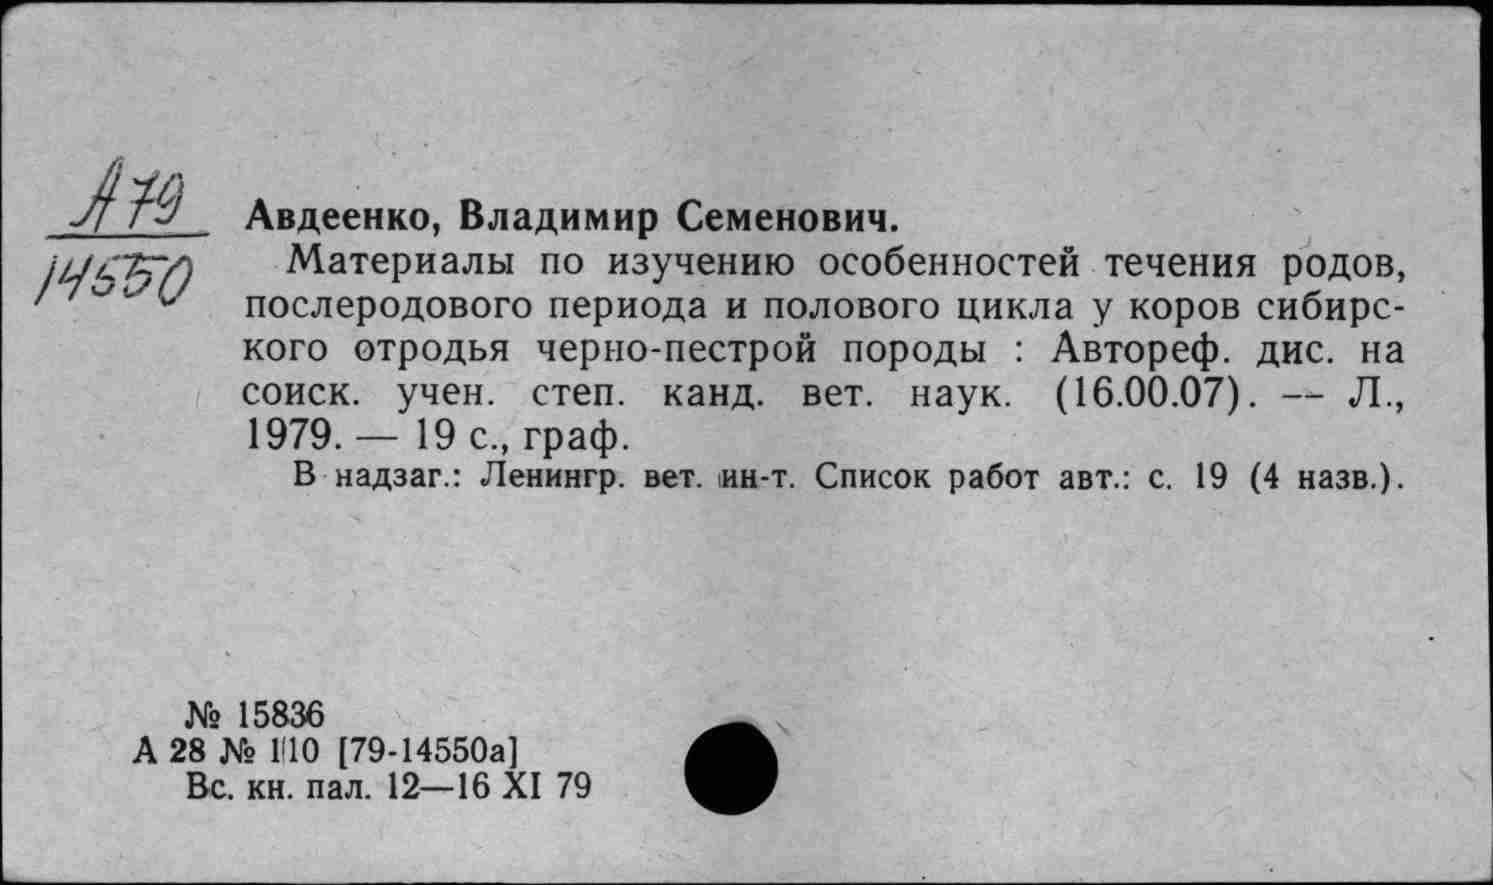 А79
14550
Авдеенко, Владимир Семенович.
Материалы по изучению особенностей течения родов,
послеродового периода и полового цикла у коров сибирс-
кого отродья черно-пестрой породы : Автореф. дис. на
соиск. учен. степ. канд. вет. наук. (16.00.07). — Л.,
1979. — 19 с., граф.
В надзаг.: Ленингр. вет. ин-т. Список работ авт.: с. 19 (4 назв.).
№ 15836
А 28 № 1110 [79-14550а]
Вс. кн. пал. 12—16 XI 79